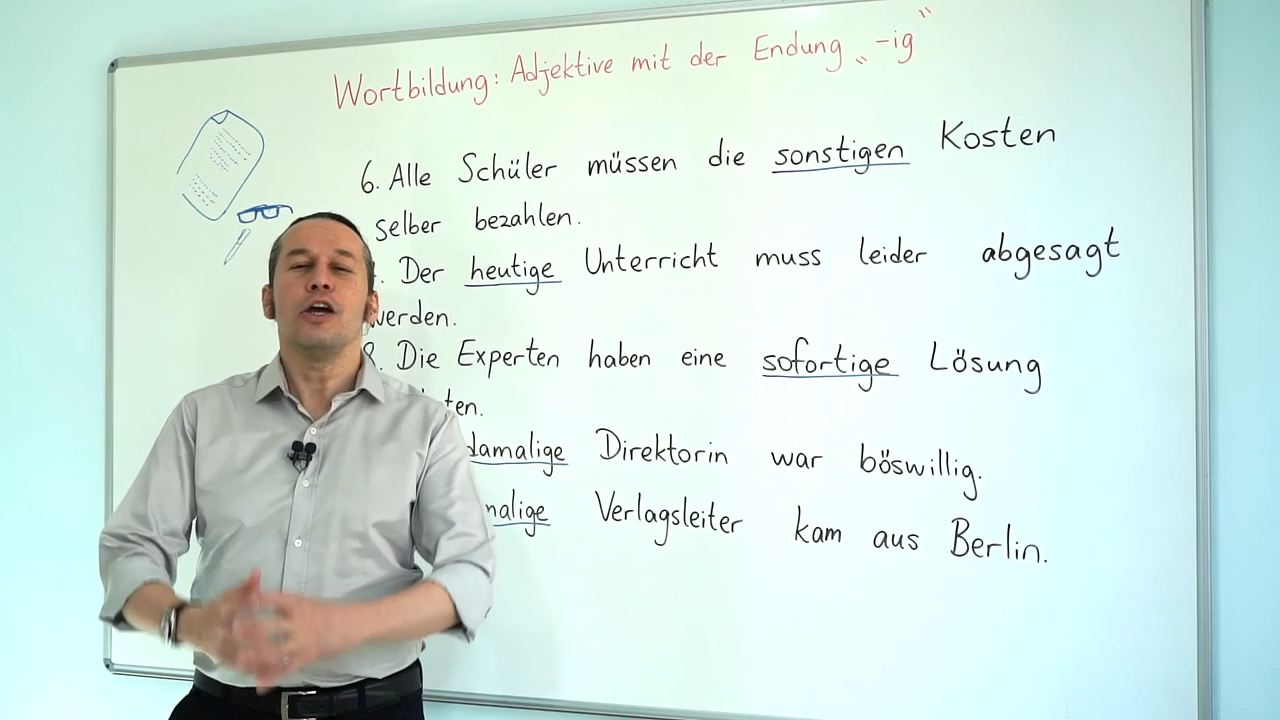 Wortbildung: Adjektive mit der Endung „-ig“
6. Alle Schüler müssen die sonstigen Kosten
selber bezahlen.
Der heutige Unterricht muss leider abgesagt
werden.
8. Die Experten haben eine sofortige Lösung
damalige Direktorin war böswillig.
Verlagsleiter kam aus Berlin.